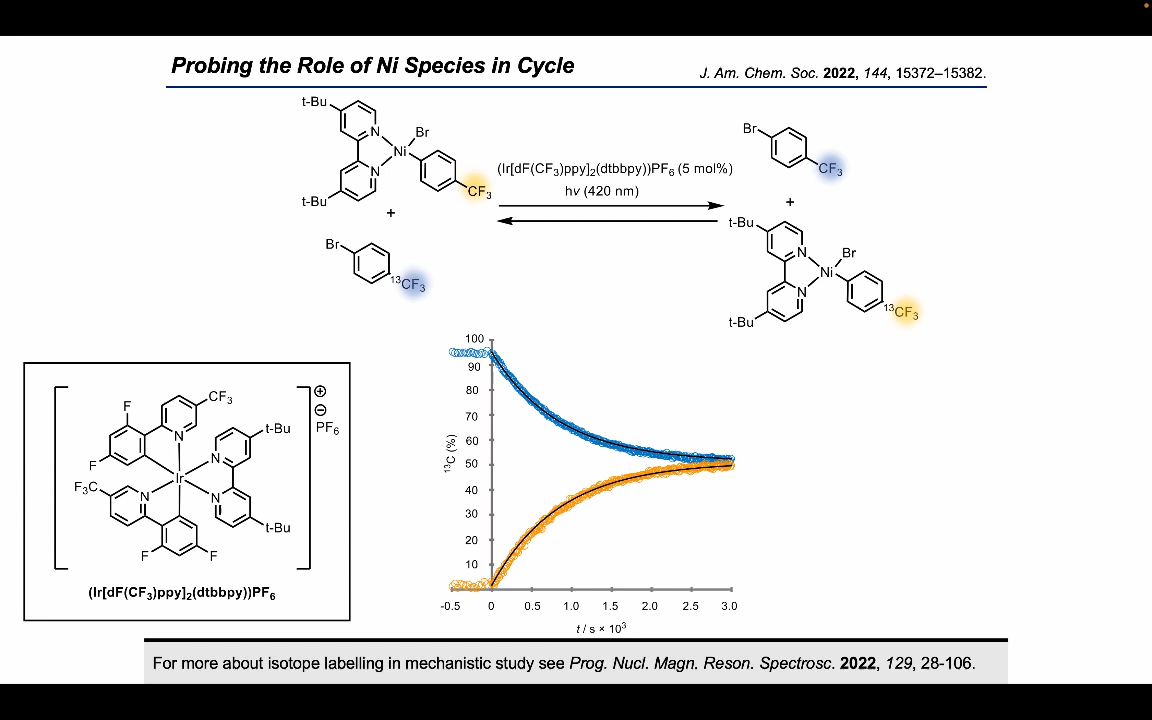 Probing the Role of Ni Species in Cycle
J. Am. Chem. Soc. 2022, 144, 15372–15382.
t-Bu
N
Br
Ni
N
CF₃
t-Bu
+
Br
¹³CF₃
(Ir[dF(CF₃)ppy]₂(dtbbpy))PF₆ (5 mol%)
hν (420 nm)
Br
CF₃
+
t-Bu
N
Br
Ni
N
¹³CF₃
t-Bu
F
CF₃
N
t-Bu
F
N
Ir
F₃C
N
N
t-Bu
F
F
⊕
⊖
PF₆
(Ir[dF(CF₃)ppy]₂(dtbbpy))PF₆
¹³C (%)
100
90
80
70
60
50
40
30
20
10
-0.5 0 0.5 1.0 1.5 2.0 2.5 3.0
t / s × 10³
For more about isotope labelling in mechanistic study see Prog. Nucl. Magn. Reson. Spectrosc. 2022, 129, 28-106.